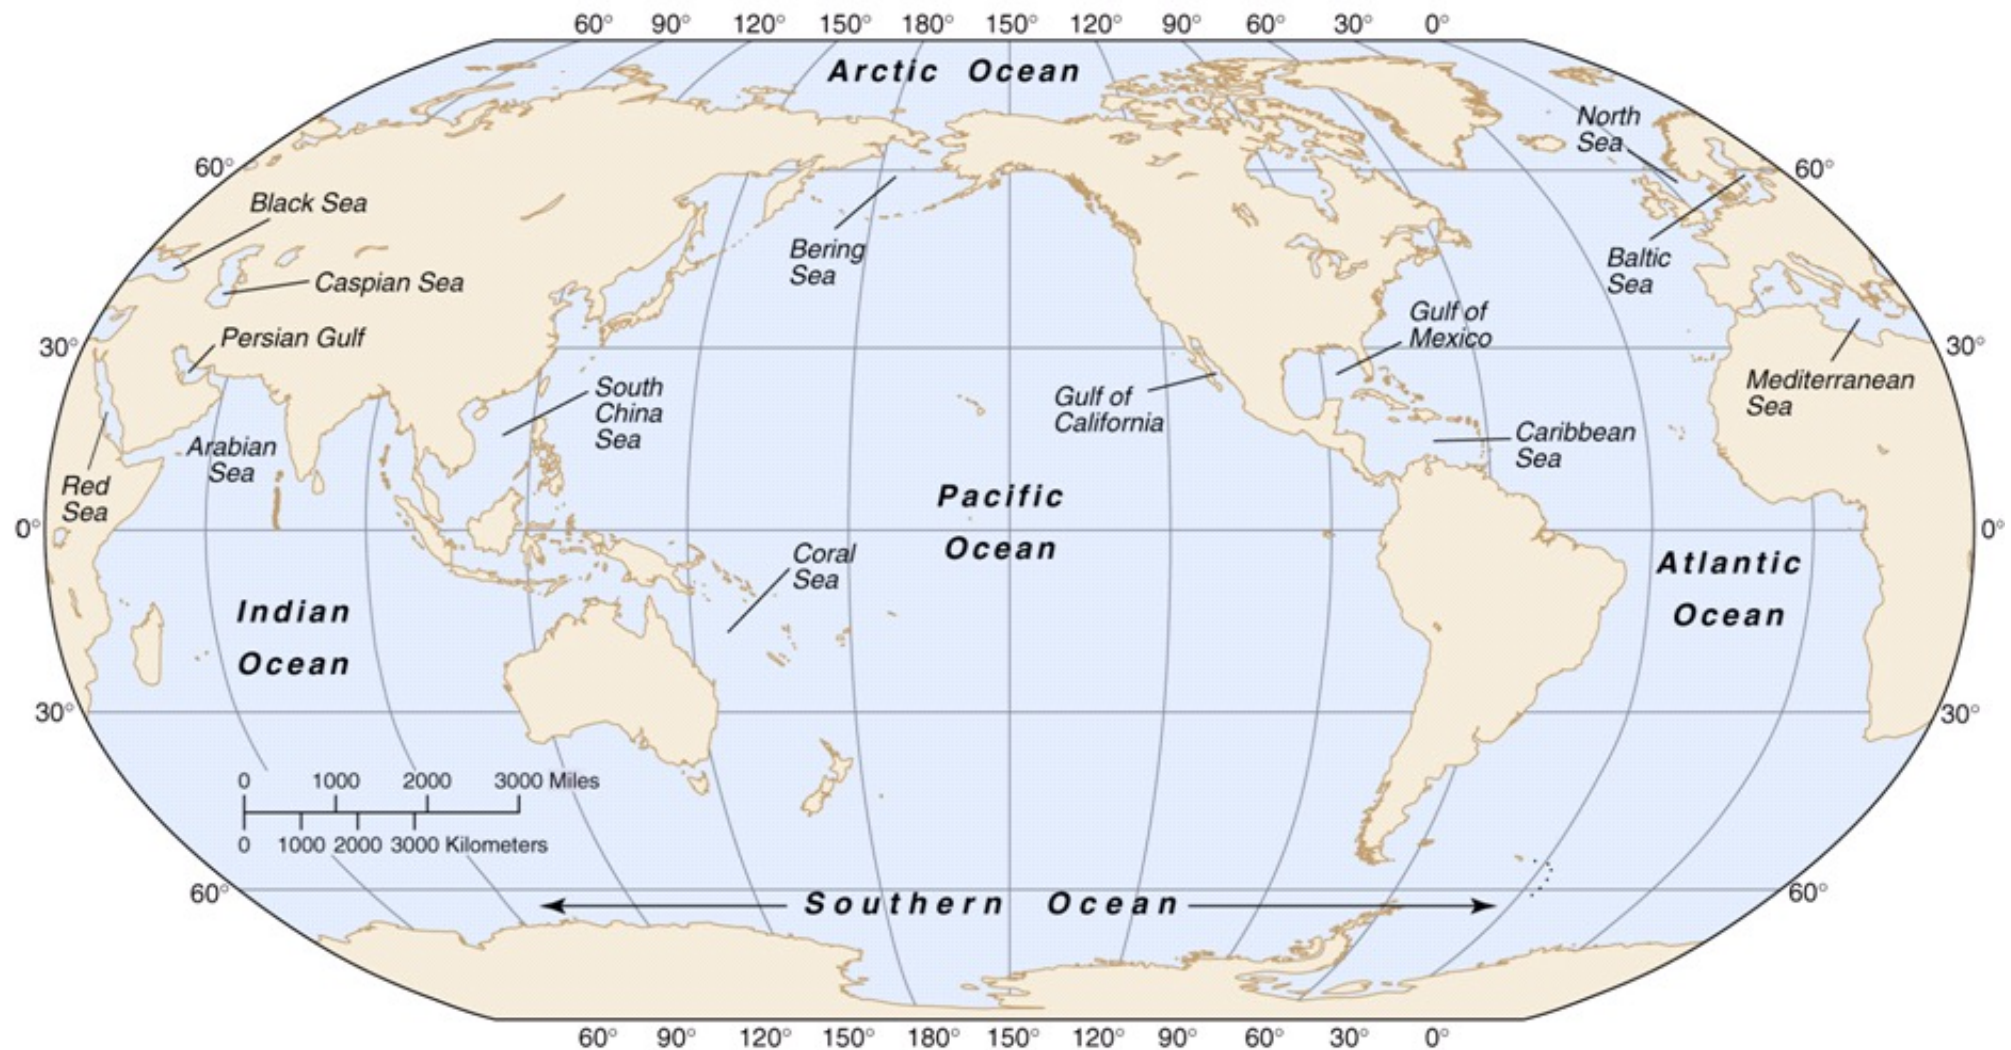 60° 90° 120° 150° 180° 150° 120° 90° 60° 30° 0°
Arctic Ocean
North
Sea
60°
60°
Black Sea
Bering
Sea
Baltic
Sea
Caspian Sea
Gulf of
Mexico
Persian Gulf
30°
30°
South
China
Sea
Gulf of
California
Mediterranean
Sea
Arabian
Sea
Caribbean
Sea
Red
Sea
Pacific
Ocean
0°
0°
Coral
Sea
Atlantic
Ocean
Indian
Ocean
30°
30°
0 1000 2000 3000 Miles
0 1000 2000 3000 Kilometers
60°
60°
Southern Ocean
60° 90° 120° 150° 180° 150° 120° 90° 60° 30° 0°